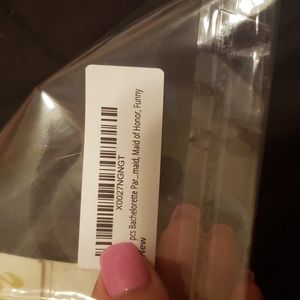 X0027NGNGT
pcs Bachelorette Par...maid, Maid of Honor, Funny
New